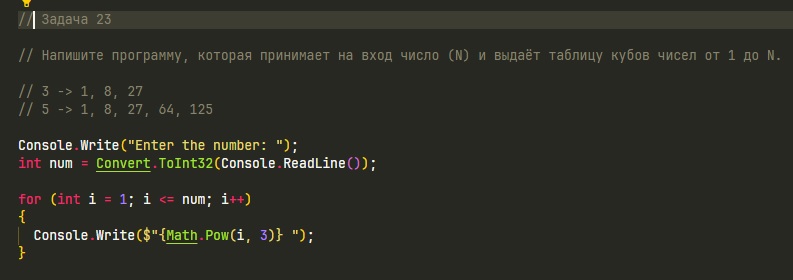 // Задача 23
// Напишите программу, которая принимает на вход число (N) и выдаёт таблицу кубов чисел от 1 до N.
// 3 -> 1, 8, 27
// 5 -> 1, 8, 27, 64, 125
Console.Write("Enter the number: ");
int num = Convert.ToInt32(Console.ReadLine());
for (int i = 1; i <= num; i++)
{
Console.Write($"{Math.Pow(i, 3)} ");
}